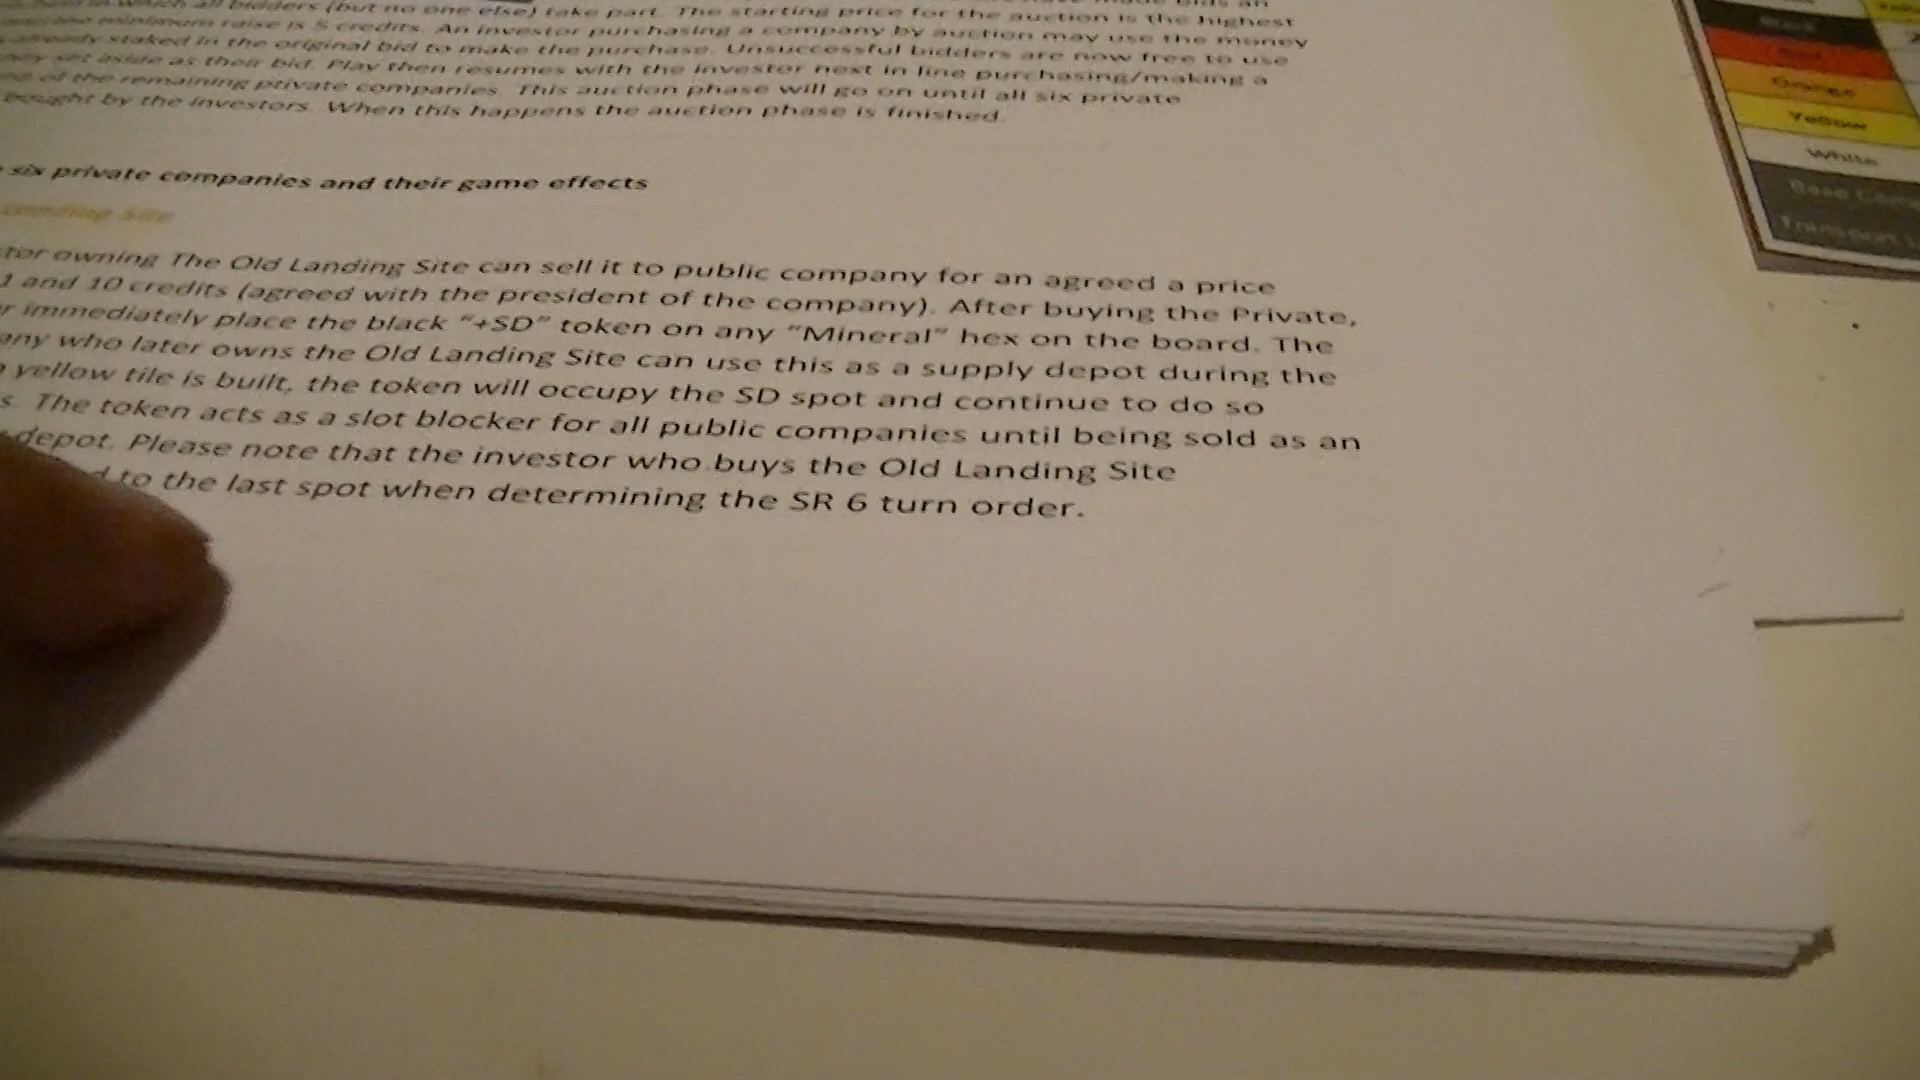 in which all bidders (but no one else) take part. The starting price for the auction is the highest
minimum raise is 5 credits. An investor purchasing a company by auction may use the money
already staked in the original bid to make the purchase. Unsuccessful bidders are now free to use
they set aside as their bid. Play then resumes with the investor next in line purchasing/making a
of the remaining private companies. This auction phase will go on until all six private
bought by the investors. When this happens the auction phase is finished.
six private companies and their game effects
Landing Site
owning The Old Landing Site can sell it to public company for an agreed a price
1 and 10 credits (agreed with the president of the company). After buying the Private,
immediately place the black "+SD" token on any "Mineral" hex on the board. The
who later owns the Old Landing Site can use this as a supply depot during the
yellow tile is built, the token will occupy the SD spot and continue to do so
The token acts as a slot blocker for all public companies until being sold as an
depot. Please note that the investor who buys the Old Landing Site
to the last spot when determining the SR 6 turn order.
Black
Red
Orange
Yellow
White
Base Camp
Transport